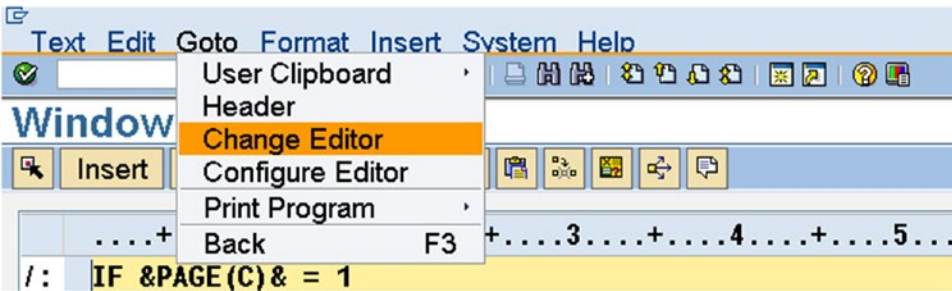 Text Edit Goto Format Insert System Help
User Clipboard
Header
Window
Change Editor
Insert
Configure Editor
Print Program
....+ +....3....+....4....+....5...
Back F3
/: IF &PAGE(C)& = 1